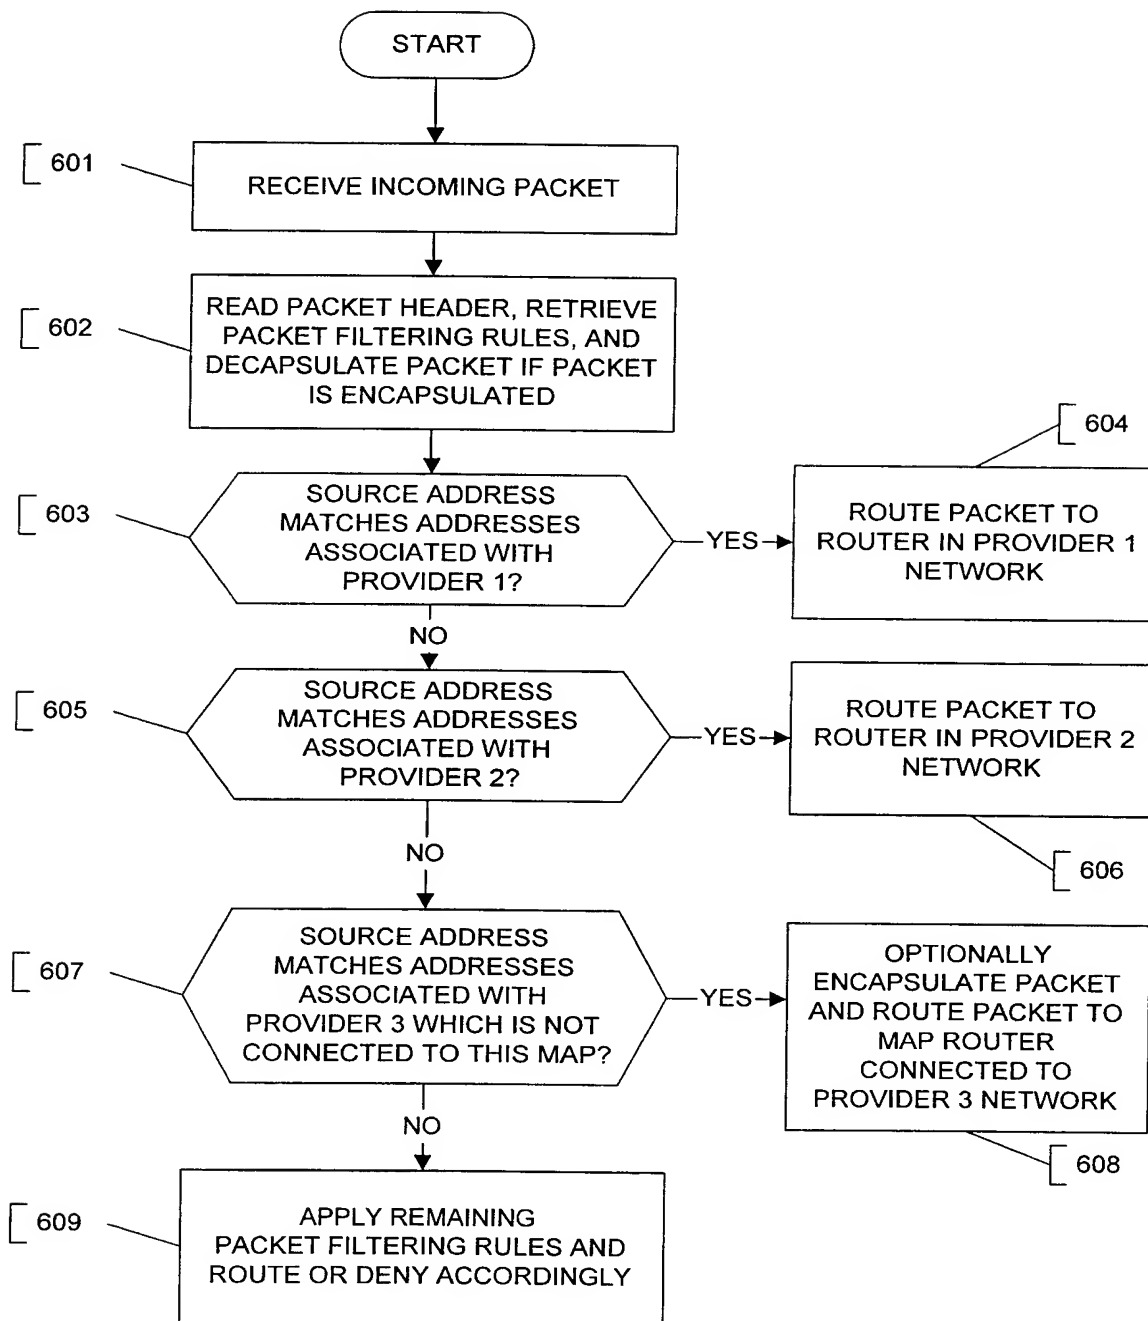 START
601
RECEIVE INCOMING PACKET
602
READ PACKET HEADER, RETRIEVE
PACKET FILTERING RULES, AND
DECAPSULATE PACKET IF PACKET
IS ENCAPSULATED
603
SOURCE ADDRESS
MATCHES ADDRESSES
ASSOCIATED WITH
PROVIDER 1?
YES
604
ROUTE PACKET TO
ROUTER IN PROVIDER 1
NETWORK
NO
605
SOURCE ADDRESS
MATCHES ADDRESSES
ASSOCIATED WITH
PROVIDER 2?
YES
ROUTE PACKET TO
ROUTER IN PROVIDER 2
NETWORK
606
NO
607
SOURCE ADDRESS
MATCHES ADDRESSES
ASSOCIATED WITH
PROVIDER 3 WHICH IS NOT
CONNECTED TO THIS MAP?
YES
OPTIONALLY
ENCAPSULATE PACKET
AND ROUTE PACKET TO
MAP ROUTER
CONNECTED TO
PROVIDER 3 NETWORK
608
NO
609
APPLY REMAINING
PACKET FILTERING RULES AND
ROUTE OR DENY ACCORDINGLY